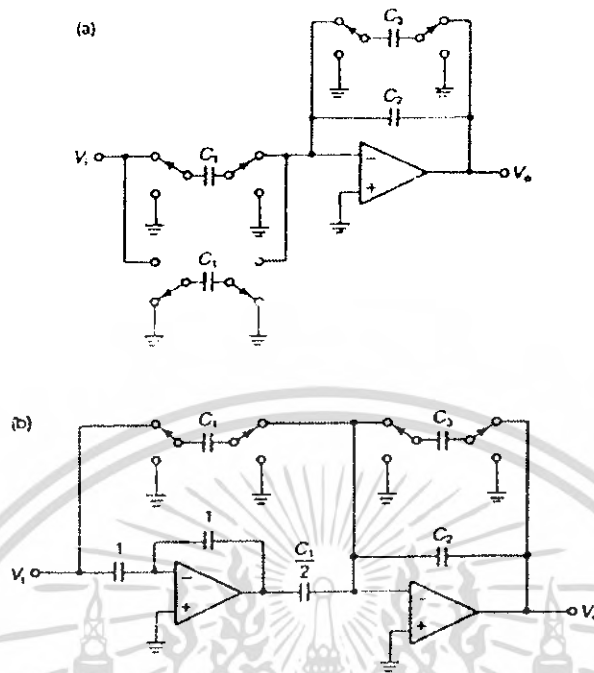 (a)
C₃
C₂
V₁
C₁
−
+
Vₒ
C₁
(b)
C₁
C₃
1
1
C₁
2
C₂
V₁
−
+
−
+